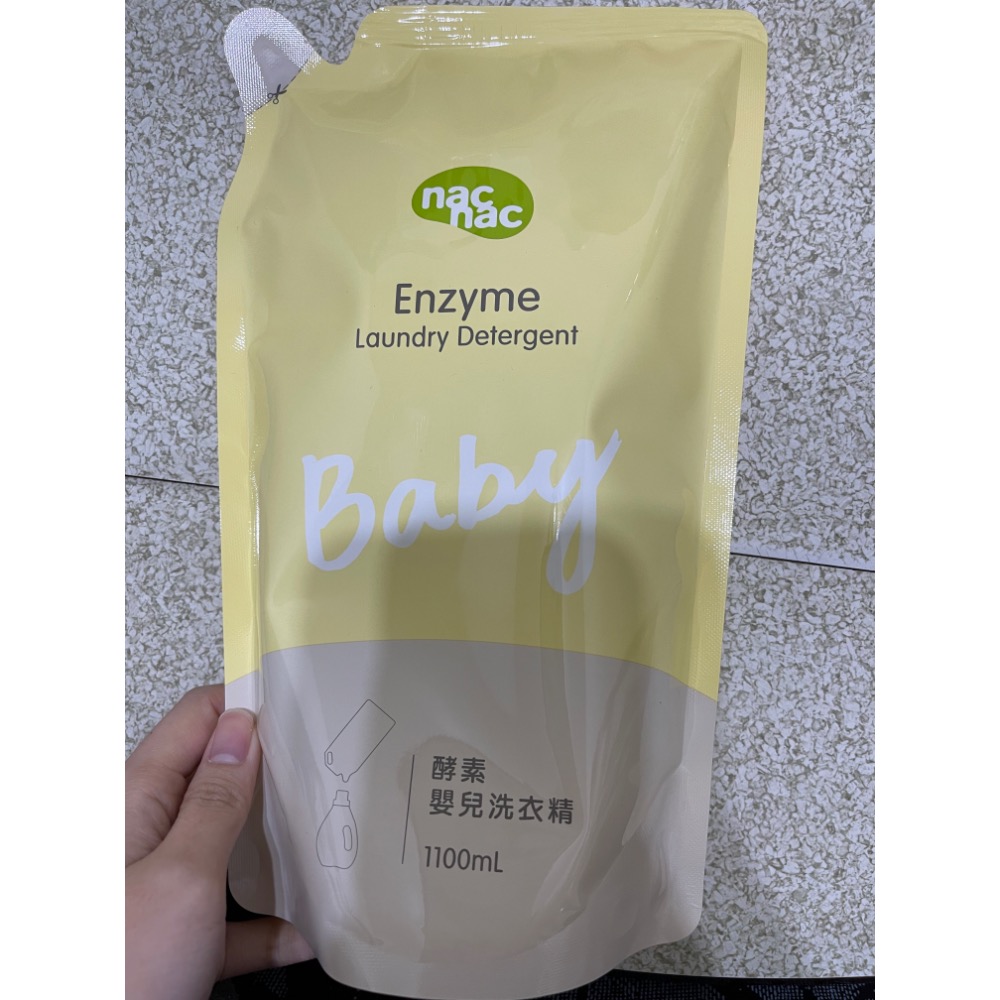 nac
nac
Enzyme
Laundry Detergent
Baby
酵素
嬰兒洗衣精
1100mL